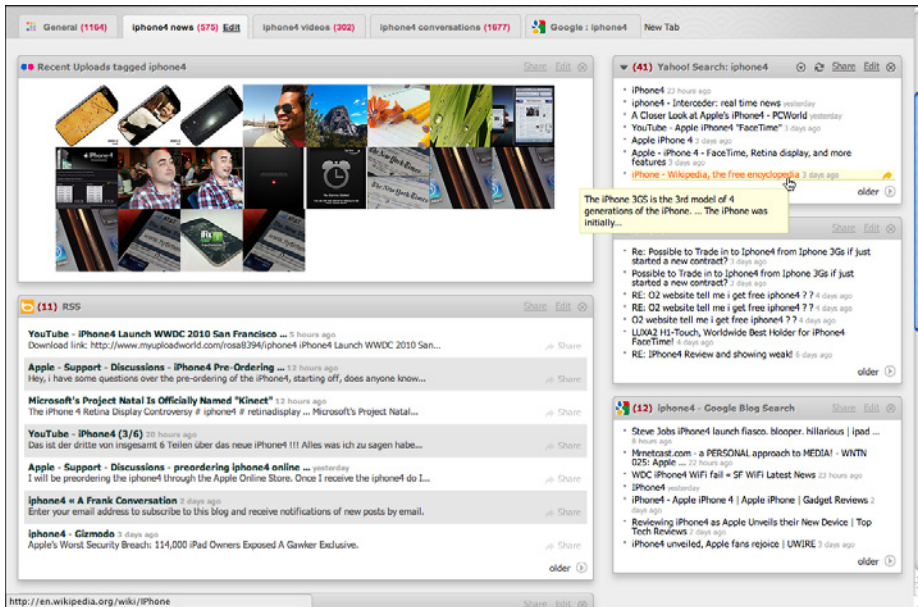 General (1164)
iphone4 news (575) Edit
iphone4 videos (302)
iphone4 conversations (1677)
Google : iphone4
New Tab
Recent Uploads tagged iphone4
Share Edit
iPhone4
The New York Times
iFix
(11) RSS
Share Edit
YouTube - iPhone4 Launch WWDC 2010 San Francisco ... 5 hours ago
Download link: http://www.myuploadworld.com/rosa8394/iphone4 iPhone4 Launch WWDC 2010 San...
Share
Apple - Support - Discussions - iPhone4 Pre-Ordering ... 12 hours ago
Hey, i have some questions over the pre-ordering of the iPhone4, starting off, does anyone know...
Share
Microsoft's Project Natal Is Officially Named "Kinect" 12 hours ago
The iPhone 4 Retina Display Controversy # iphone4 # retinadisplay ... Microsoft's Project Natal...
Share
YouTube - iPhone4 (3/6) 20 hours ago
Das ist der dritte von insgesamt 6 Teilen über das neue iPhone4 !!! Alles was ich zu sagen habe...
Share
Apple - Support - Discussions - preordering iphone4 online ... yesterday
I will be preordering the iphone4 through the Apple Online Store. Once I receive the iphone4 do I...
Share
iphone4 « A Frank Conversation 2 days ago
Enter your email address to subscribe to this blog and receive notifications of new posts by email.
Share
iphone4 - Gizmodo 3 days ago
Apple's Worst Security Breach: 114,000 iPad Owners Exposed A Gawker Exclusive.
Share
older
(41) Yahoo! Search: iphone4
Share Edit
iPhone4 23 hours ago
iphone4 - Interceder: real time news yesterday
A Closer Look at Apple's iPhone4 - PCWorld yesterday
YouTube - Apple iPhone4 "FaceTime" 3 days ago
Apple iPhone 4 3 days ago
Apple - iPhone 4 - FaceTime, Retina display, and more
features 3 days ago
iPhone - Wikipedia, the free encyclopedia 3 days ago
older
The iPhone 3GS is the 3rd model of 4
generations of the iPhone. ... The iPhone was
initially...
Share Edit
Re: Possible to Trade in to Iphone4 from Iphone 3Gs if just
started a new contract? 3 days ago
Possible to Trade in to Iphone4 from Iphone 3Gs if just
started a new contract? 3 days ago
RE: O2 website tell me i get free iphone4 ? ? 4 days ago
RE: O2 website tell me i get free iphone4 ? ? 4 days ago
O2 website tell me i get free iphone4 ? ? 4 days ago
LUXA2 H1-Touch, Worldwide Best Holder for iPhone4
FaceTime! 4 days ago
RE: IPhone4 Review and showing weak! 6 days ago
older
(12) iphone4 - Google Blog Search
Share Edit
Steve Jobs iPhone4 launch fiasco. blooper. hillarious | ipad ...
8 hours ago
Mrnetcast.com - a PERSONAL approach to MEDIA! - WNTN
025: Apple ... 22 hours ago
WDC iPhone4 WiFi fail « SF WiFi Latest News 23 hours ago
IPhone4 yesterday
iPhone4 - Apple iPhone 4 | Apple iPhone | Gadget Reviews 2
days ago
Reviewing iPhone4 as Apple Unveils their New Device | Top
Tech Reviews 2 days ago
iPhone4 unveiled, Apple fans rejoice | UWIRE 3 days ago
older
http://en.wikipedia.org/wiki/IPhone
Share Edit